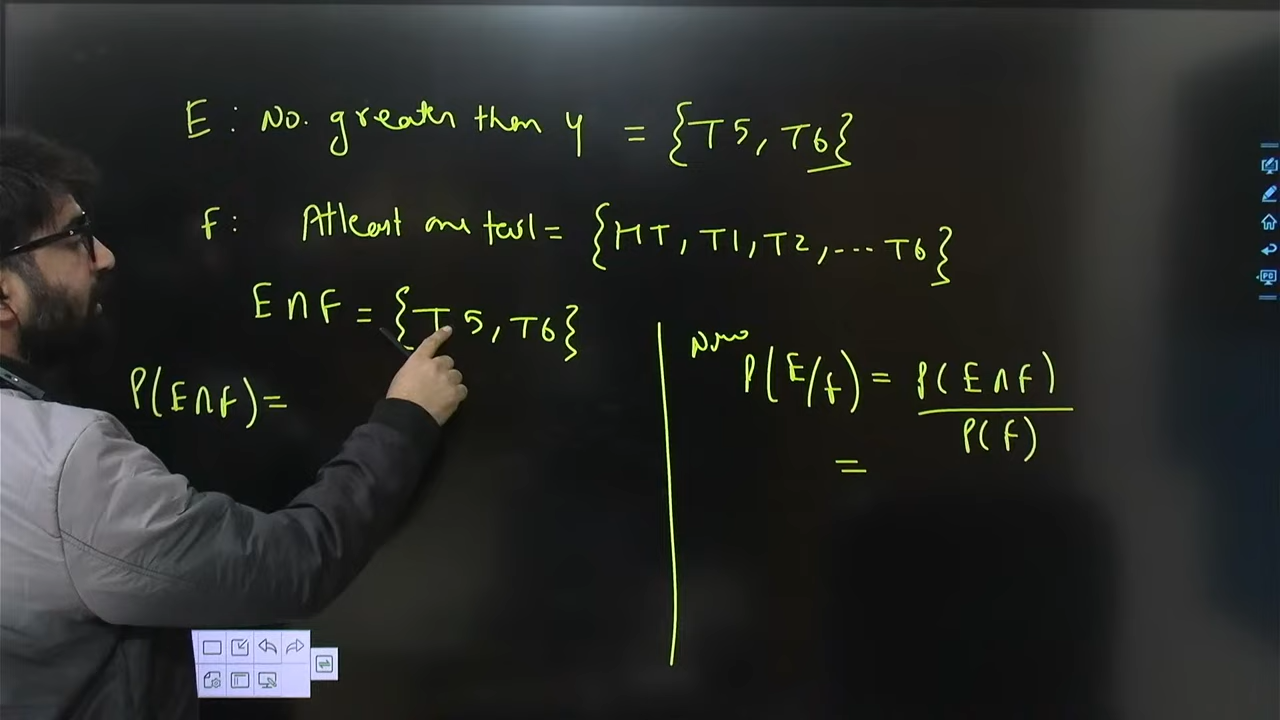 E : No. greater than 4 = {T5, T6}
F : Atleast one tail = {HT, T1, T2, ... T6}
E∩F = {T5, T6}
P(E∩F) =
Now
P(E/F) = P(E∩F)
P(F)
=